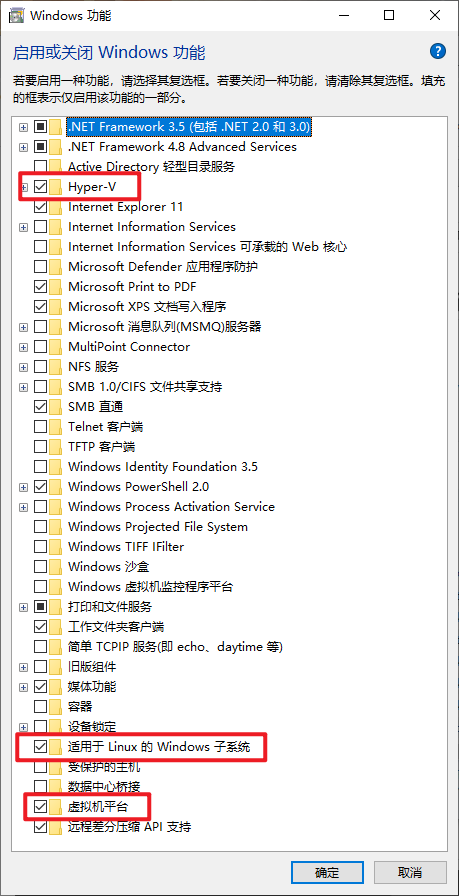 Windows 功能
启用或关闭 Windows 功能
若要启用一种功能，请选择其复选框。若要关闭一种功能，请清除其复选框。填充
的框表示仅启用该功能的一部分。
.NET Framework 3.5 (包括 .NET 2.0 和 3.0)
.NET Framework 4.8 Advanced Services
Active Directory 轻型目录服务
Hyper-V
Internet Explorer 11
Internet Information Services
Internet Information Services 可承载的 Web 核心
Microsoft Defender 应用程序防护
Microsoft Print to PDF
Microsoft XPS 文档写入程序
Microsoft 消息队列(MSMQ)服务器
MultiPoint Connector
NFS 服务
SMB 1.0/CIFS 文件共享支持
SMB 直通
Telnet 客户端
TFTP 客户端
Windows Identity Foundation 3.5
Windows PowerShell 2.0
Windows Process Activation Service
Windows Projected File System
Windows TIFF IFilter
Windows 沙盒
Windows 虚拟机监控程序平台
打印和文件服务
工作文件夹客户端
简单 TCPIP 服务(即 echo、daytime 等)
旧版组件
媒体功能
容器
设备锁定
适用于 Linux 的 Windows 子系统
受保护的主机
数据中心桥接
虚拟机平台
远程差分压缩 API 支持
确定
取消